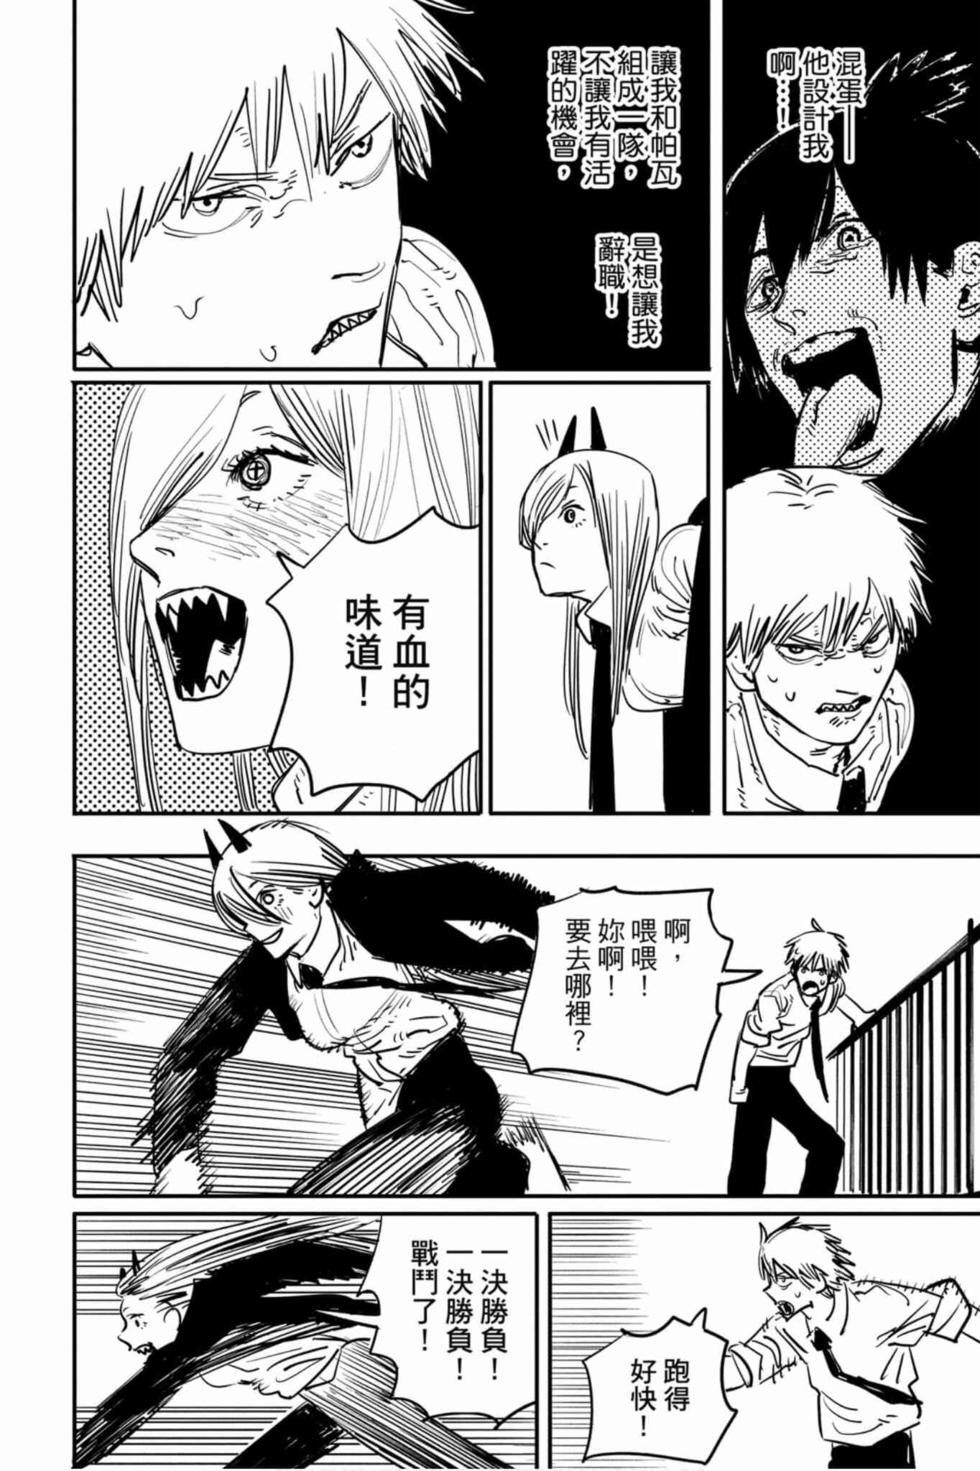 混蛋——
他設計我
啊…！
讓我和帕瓦
組成一隊，
不讓我有活
躍的機會，
是想讓我
辭職！
有血的
味道！
啊，
喂喂！
妳啊！
要去哪裡？
跑得
好快！
一決勝負！
一決勝負！
戰鬥了！